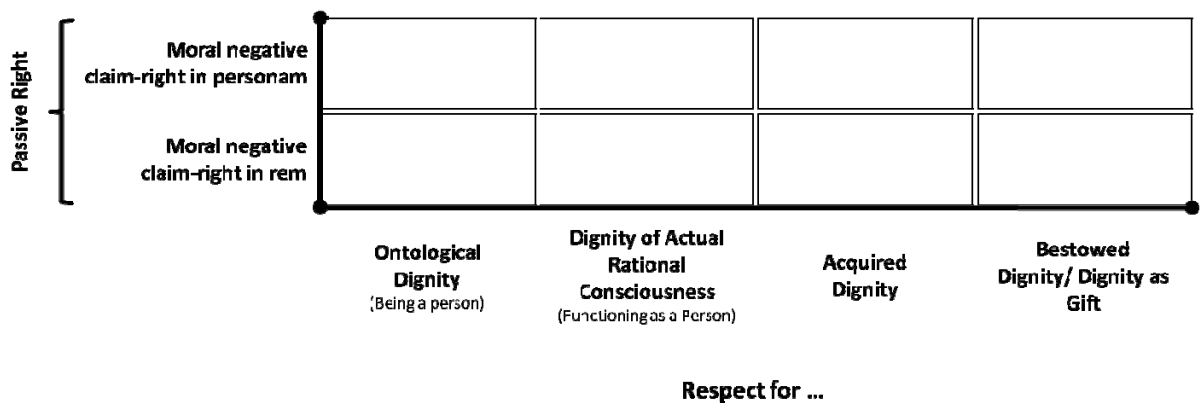 Passive Right
Moral negative
claim-right in personam
Moral negative
claim-right in rem
Ontological
Dignity
(Being a person)
Dignity of Actual
Rational
Consciousness
(Functioning as a Person)
Acquired
Dignity
Bestowed
Dignity/ Dignity as
Gift
Respect for ...